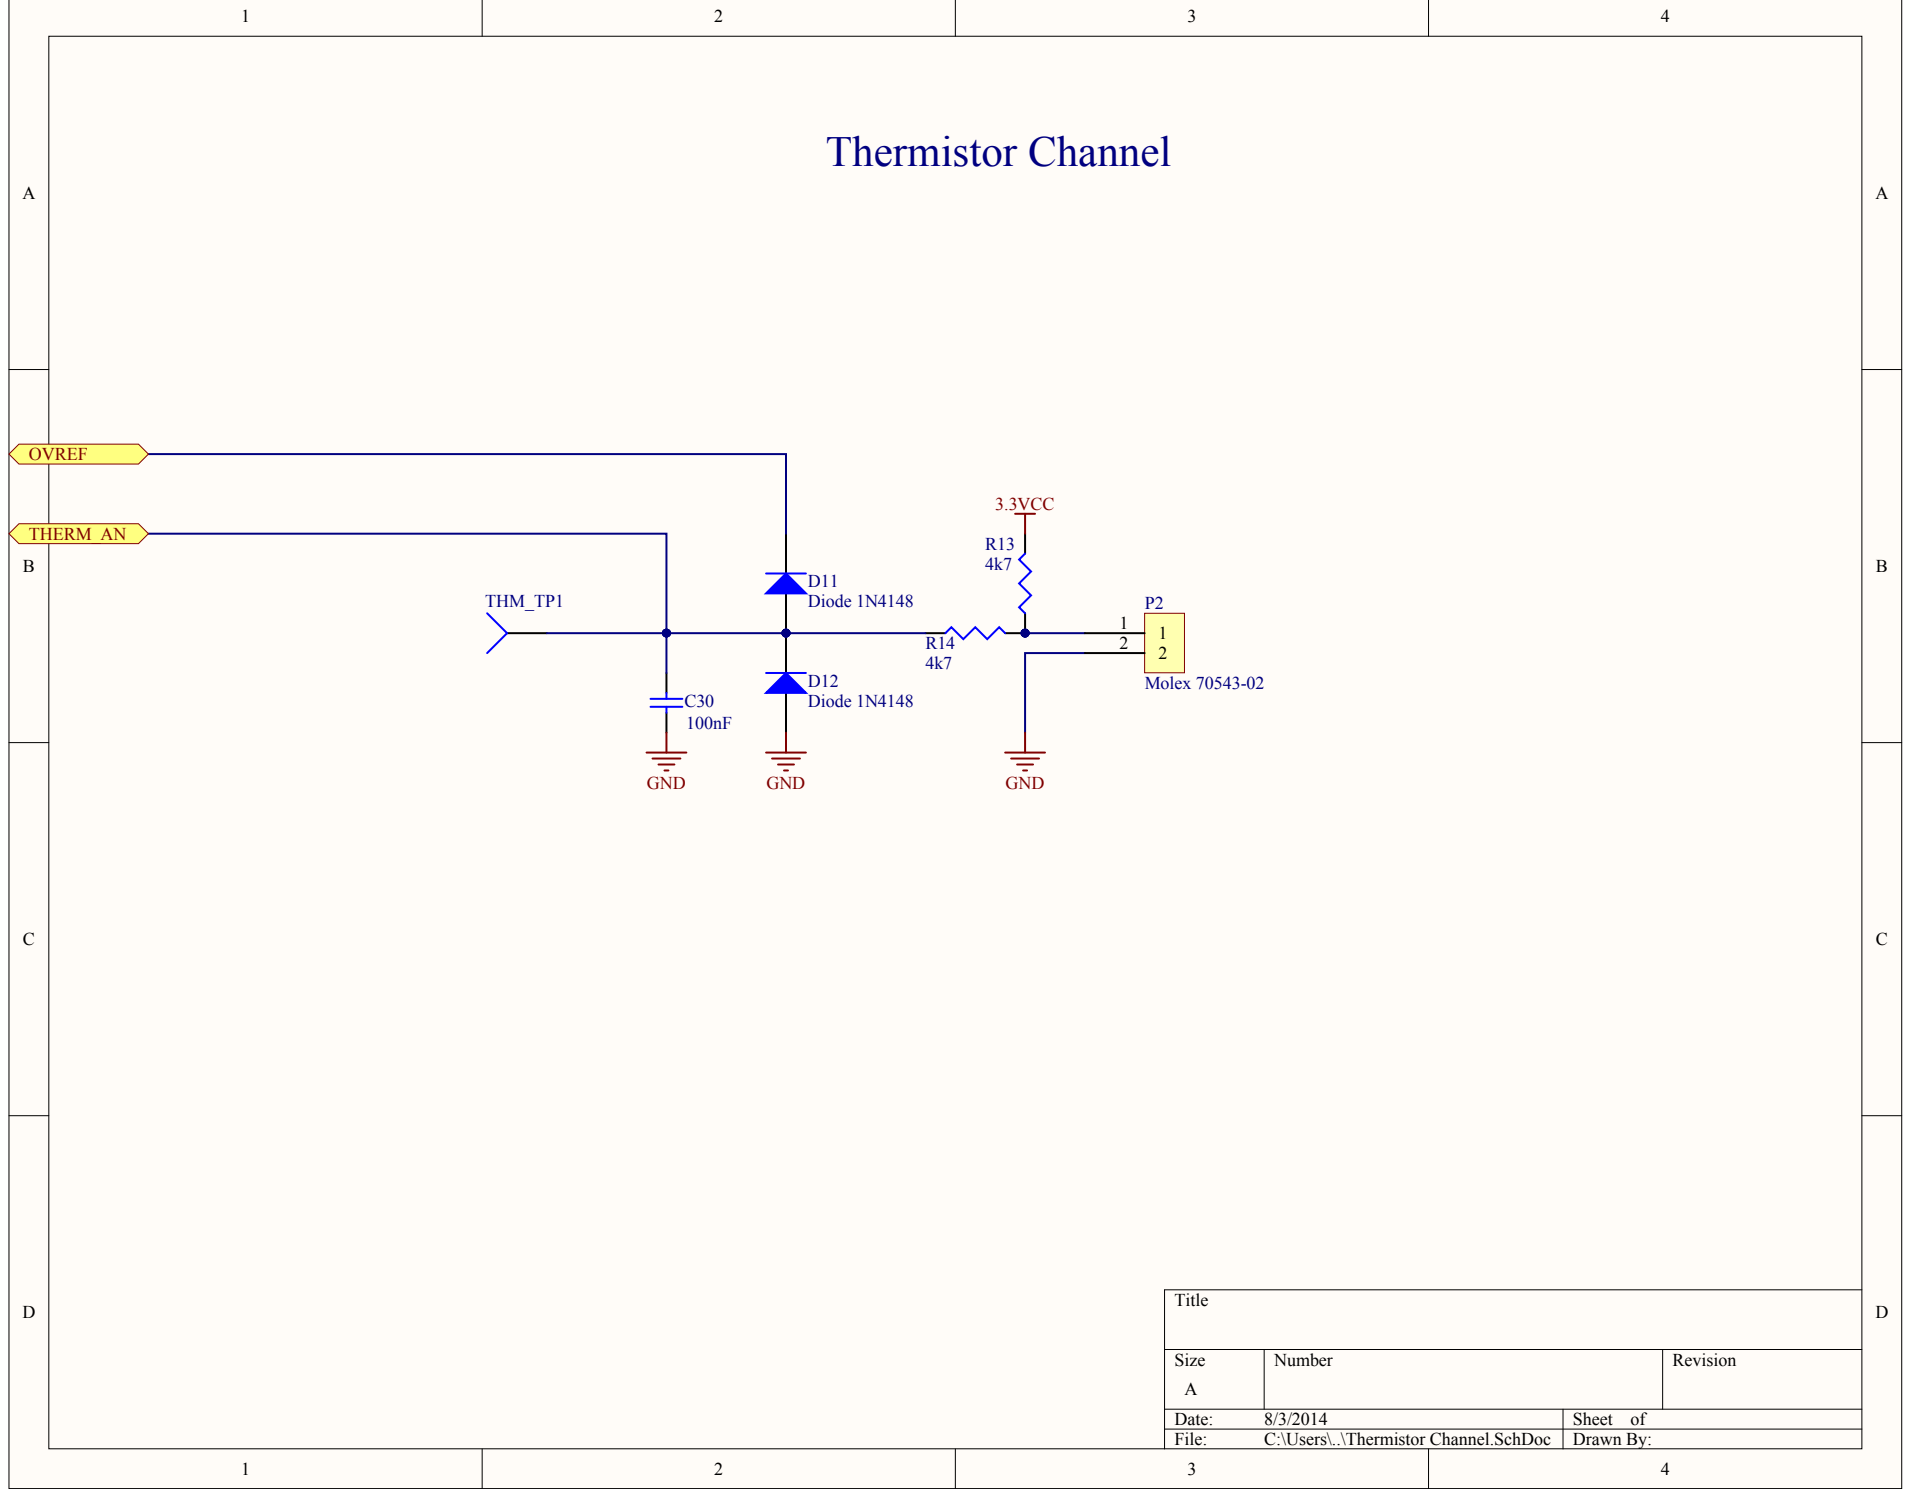 1 2 3 4
Thermistor Channel
A A
OVREF
3.3VCC
THERM_AN
R13
4k7
B B
D11
Diode 1N4148
THM_TP1
P2
1 1
2 2
R14
4k7
D12
Diode 1N4148
Molex 70543-02
C30
100nF
GND GND GND
C C
Title
D D
Size Number Revision
A
Date: 8/3/2014 Sheet of
File: C:\Users\..\Thermistor Channel.SchDoc Drawn By:
1 2 3 4